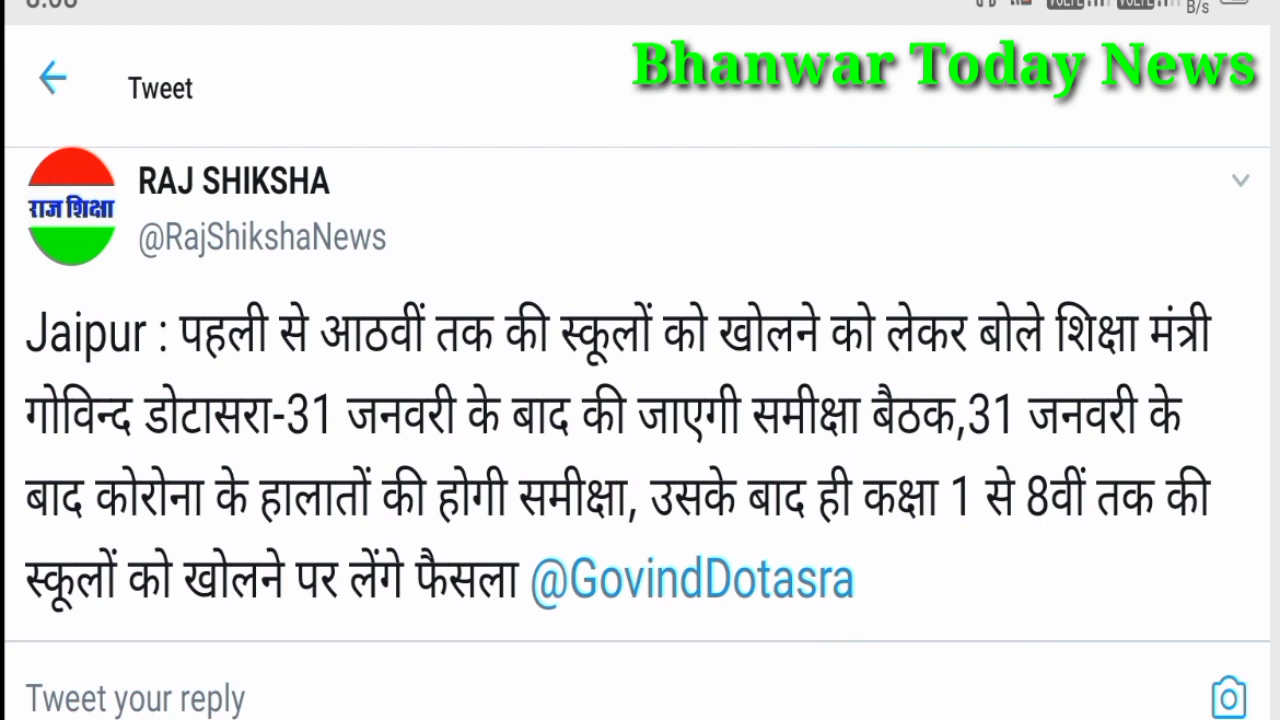 Bhanwar Today News
Tweet
RAJ SHIKSHA
राज शिक्षा
@RajShikshaNews
Jaipur : पहली से आठवीं तक की स्कूलों को खोलने को लेकर बोले शिक्षा मंत्री
गोविन्द डोटासरा-31 जनवरी के बाद की जाएगी समीक्षा बैठक,31 जनवरी के
बाद कोरोना के हालातों की होगी समीक्षा, उसके बाद ही कक्षा 1 से 8वीं तक की
स्कूलों को खोलने पर लेंगे फैसला @GovindDotasra
Tweet your reply